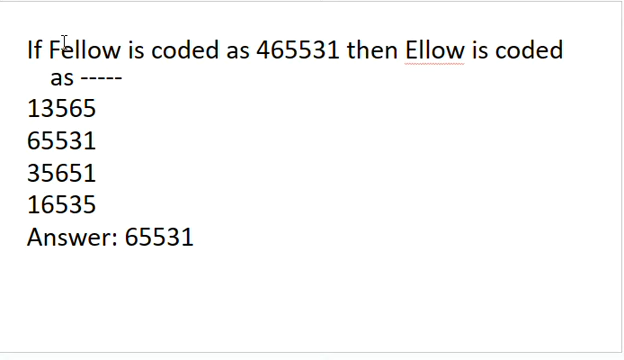 If Fellow is coded as 465531 then Ellow is coded
as -----
13565
65531
35651
16535
Answer: 65531